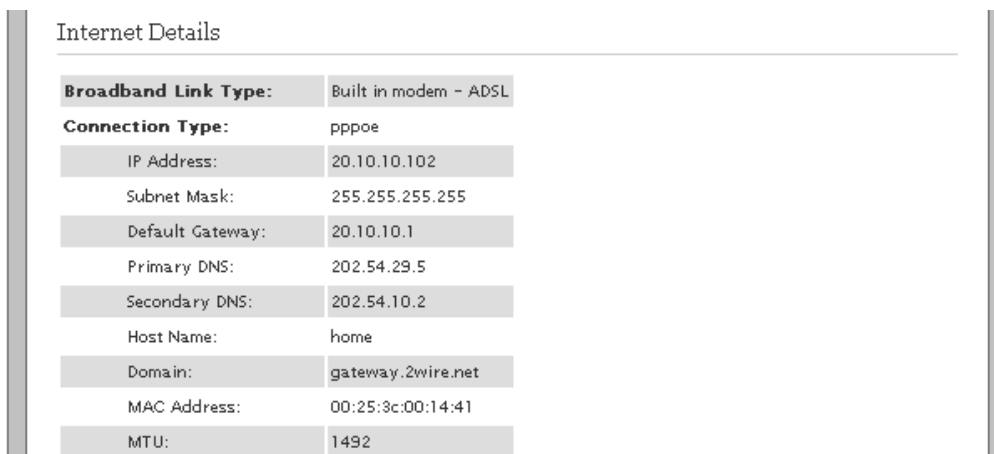 Internet Details
Broadband Link Type: Built in modem - ADSL
Connection Type: pppoe
IP Address: 20.10.10.102
Subnet Mask: 255.255.255.255
Default Gateway: 20.10.10.1
Primary DNS: 202.54.29.5
Secondary DNS: 202.54.10.2
Host Name: home
Domain: gateway.2wire.net
MAC Address: 00:25:3c:00:14:41
MTU: 1492